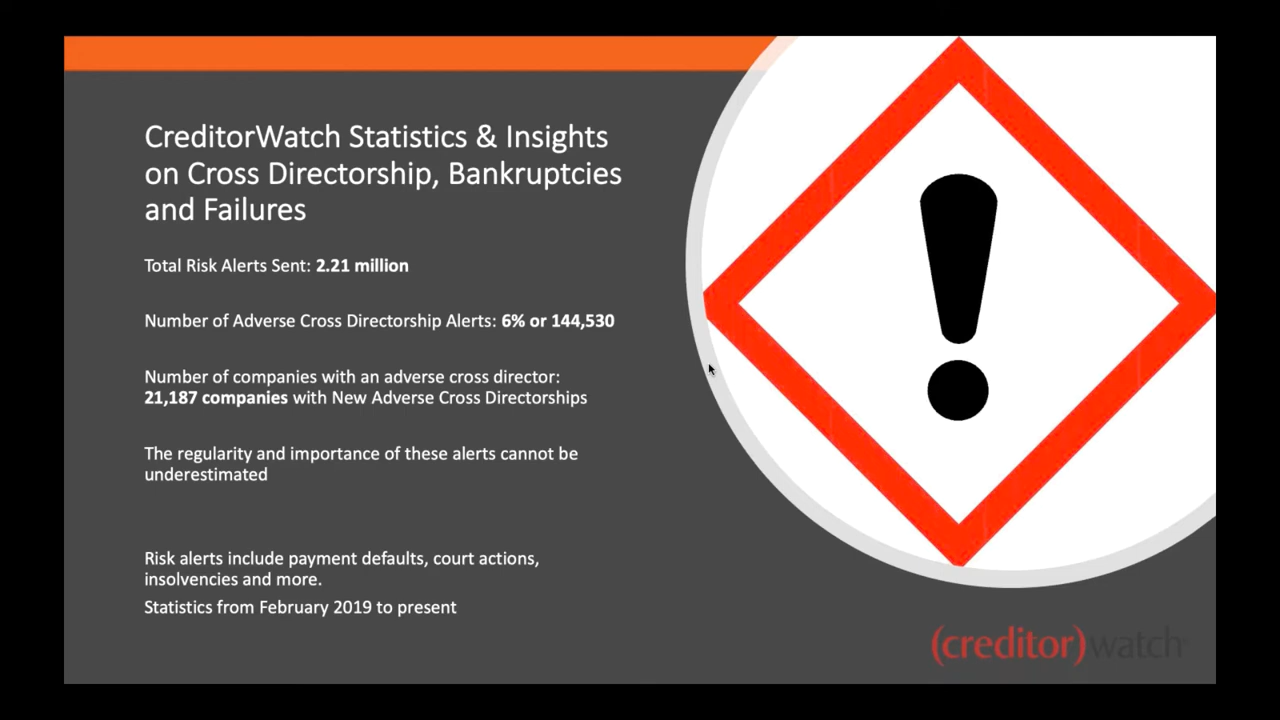 CreditorWatch Statistics & Insights
on Cross Directorship, Bankruptcies
and Failures
Total Risk Alerts Sent: 2.21 million
Number of Adverse Cross Directorship Alerts: 6% or 144,530
Number of companies with an adverse cross director:
21,187 companies with New Adverse Cross Directorships
The regularity and importance of these alerts cannot be
underestimated
Risk alerts include payment defaults, court actions,
insolvencies and more.
Statistics from February 2019 to present
(creditor)watch